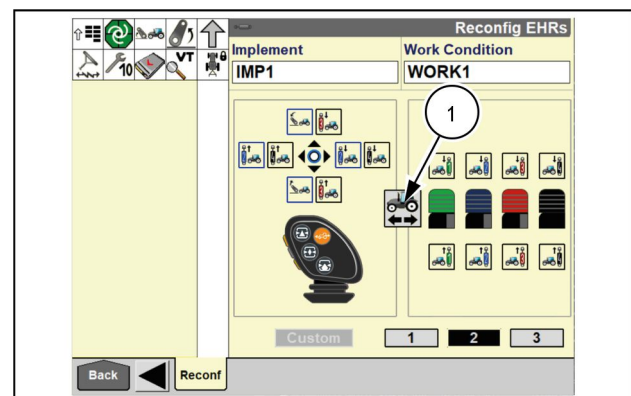 Reconfig EHRs
Implement
Work Condition
IMP1
WORK1
VT
10
1
Custom
1
2
3
Back
Reconf